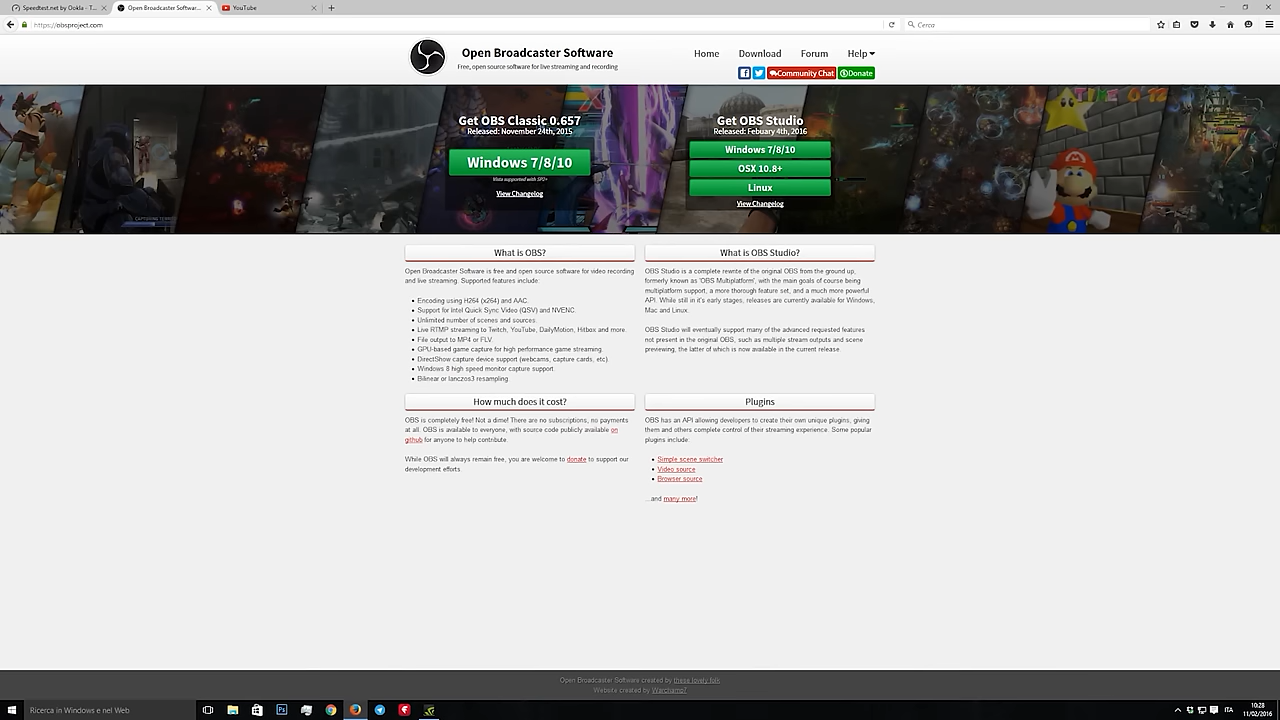 Speedtest.net by Ookla - T...
Open Broadcaster Softwar...
YouTube
https://obsproject.com
Cerca
Open Broadcaster Software
Free, open source software for live streaming and recording
Home
Download
Forum
Help
Community Chat
Donate
Get OBS Classic 0.657
Released: November 24th, 2015
Windows 7/8/10
Vista supported with SP2+
View Changelog
Get OBS Studio
Released: Febuary 4th, 2016
Windows 7/8/10
OSX 10.8+
Linux
View Changelog
What is OBS?
Open Broadcaster Software is free and open source software for video recording
and live streaming. Supported features include:
Encoding using H264 (x264) and AAC.
Support for Intel Quick Sync Video (QSV) and NVENC.
Unlimited number of scenes and sources.
Live RTMP streaming to Twitch, YouTube, DailyMotion, Hitbox and more.
File output to MP4 or FLV.
GPU-based game capture for high performance game streaming.
DirectShow capture device support (webcams, capture cards, etc).
Windows 8 high speed monitor capture support.
Bilinear or lanczos3 resampling
What is OBS Studio?
OBS Studio is a complete rewrite of the original OBS from the ground up,
formerly known as 'OBS Multiplatform', with the main goals of course being
multiplatform support, a more thorough feature set, and a much more powerful
API. While still in it's early stages, releases are currently available for Windows,
Mac and Linux.
OBS Studio will eventually support many of the advanced requested features
not present in the original OBS, such as multiple stream outputs and scene
previewing, the latter of which is now available in the current release.
How much does it cost?
OBS is completely free! Not a dime! There are no subscriptions, no payments
at all. OBS is available to everyone, with source code publicly available on
github for anyone to help contribute.
While OBS will always remain free, you are welcome to donate to support our
development efforts.
Plugins
OBS has an API allowing developers to create their own unique plugins, giving
them and others complete control of their streaming experience. Some popular
plugins include:
Simple scene switcher
Video source
Browser source
...and many more!
Open Broadcaster Software created by these lovely folk
Website created by Warchamp7
Ricerca in Windows e nel Web
ITA
10:28
11/02/2016